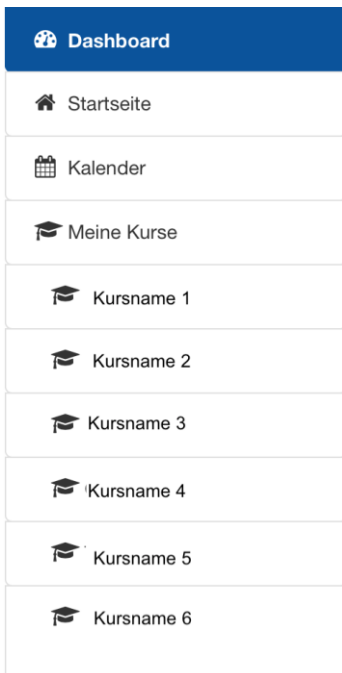 Dashboard
Startseite
Kalender
Meine Kurse
Kursname 1
Kursname 2
Kursname 3
Kursname 4
Kursname 5
Kursname 6